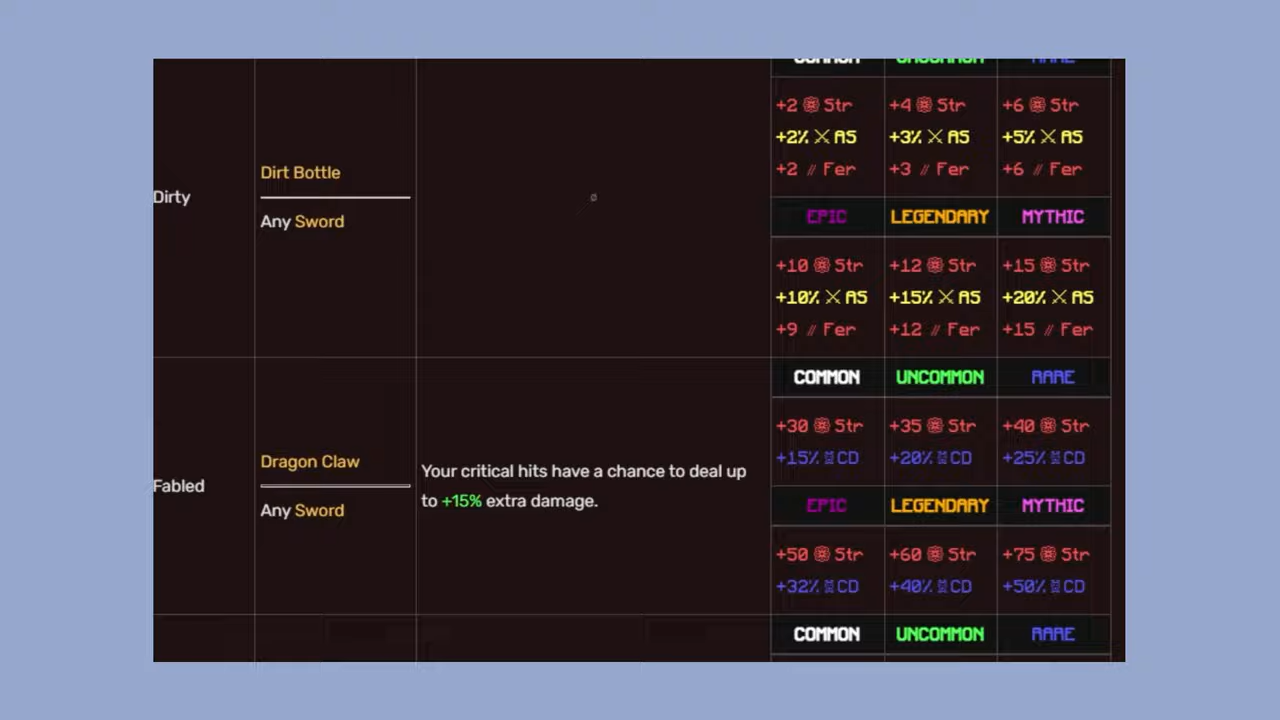 COMMON UNCOMMON RARE
+2 Str +4 Str +6 Str
+2% AS +3% AS +5% AS
+2 Fer +3 Fer +6 Fer
Dirty
Dirt Bottle
Any Sword
ø
EPIC LEGENDARY MYTHIC
+10 Str +12 Str +15 Str
+10% AS +15% AS +20% AS
+9 Fer +12 Fer +15 Fer
COMMON UNCOMMON RARE
+30 Str +35 Str +40 Str
+15% CD +20% CD +25% CD
Fabled
Dragon Claw
Any Sword
Your critical hits have a chance to deal up
to +15% extra damage.
EPIC LEGENDARY MYTHIC
+50 Str +60 Str +75 Str
+32% CD +40% CD +50% CD
COMMON UNCOMMON RARE